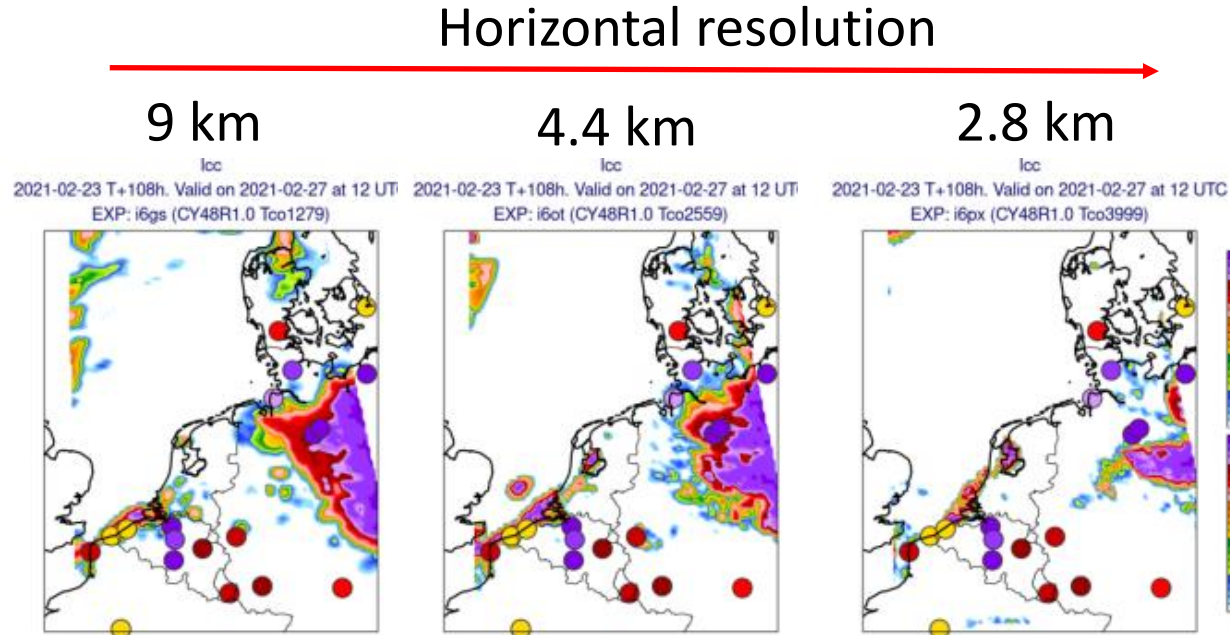 Horizontal resolution
9 km
4.4 km
2.8 km
lcc
2021-02-23 T+108h. Valid on 2021-02-27 at 12 UT
EXP: i6gs (CY48R1.0 Tco1279)
lcc
2021-02-23 T+108h. Valid on 2021-02-27 at 12 UT
EXP: i6ot (CY48R1.0 Tco2559)
lcc
2021-02-23 T+108h. Valid on 2021-02-27 at 12 UTC
EXP: i6px (CY48R1.0 Tco3999)